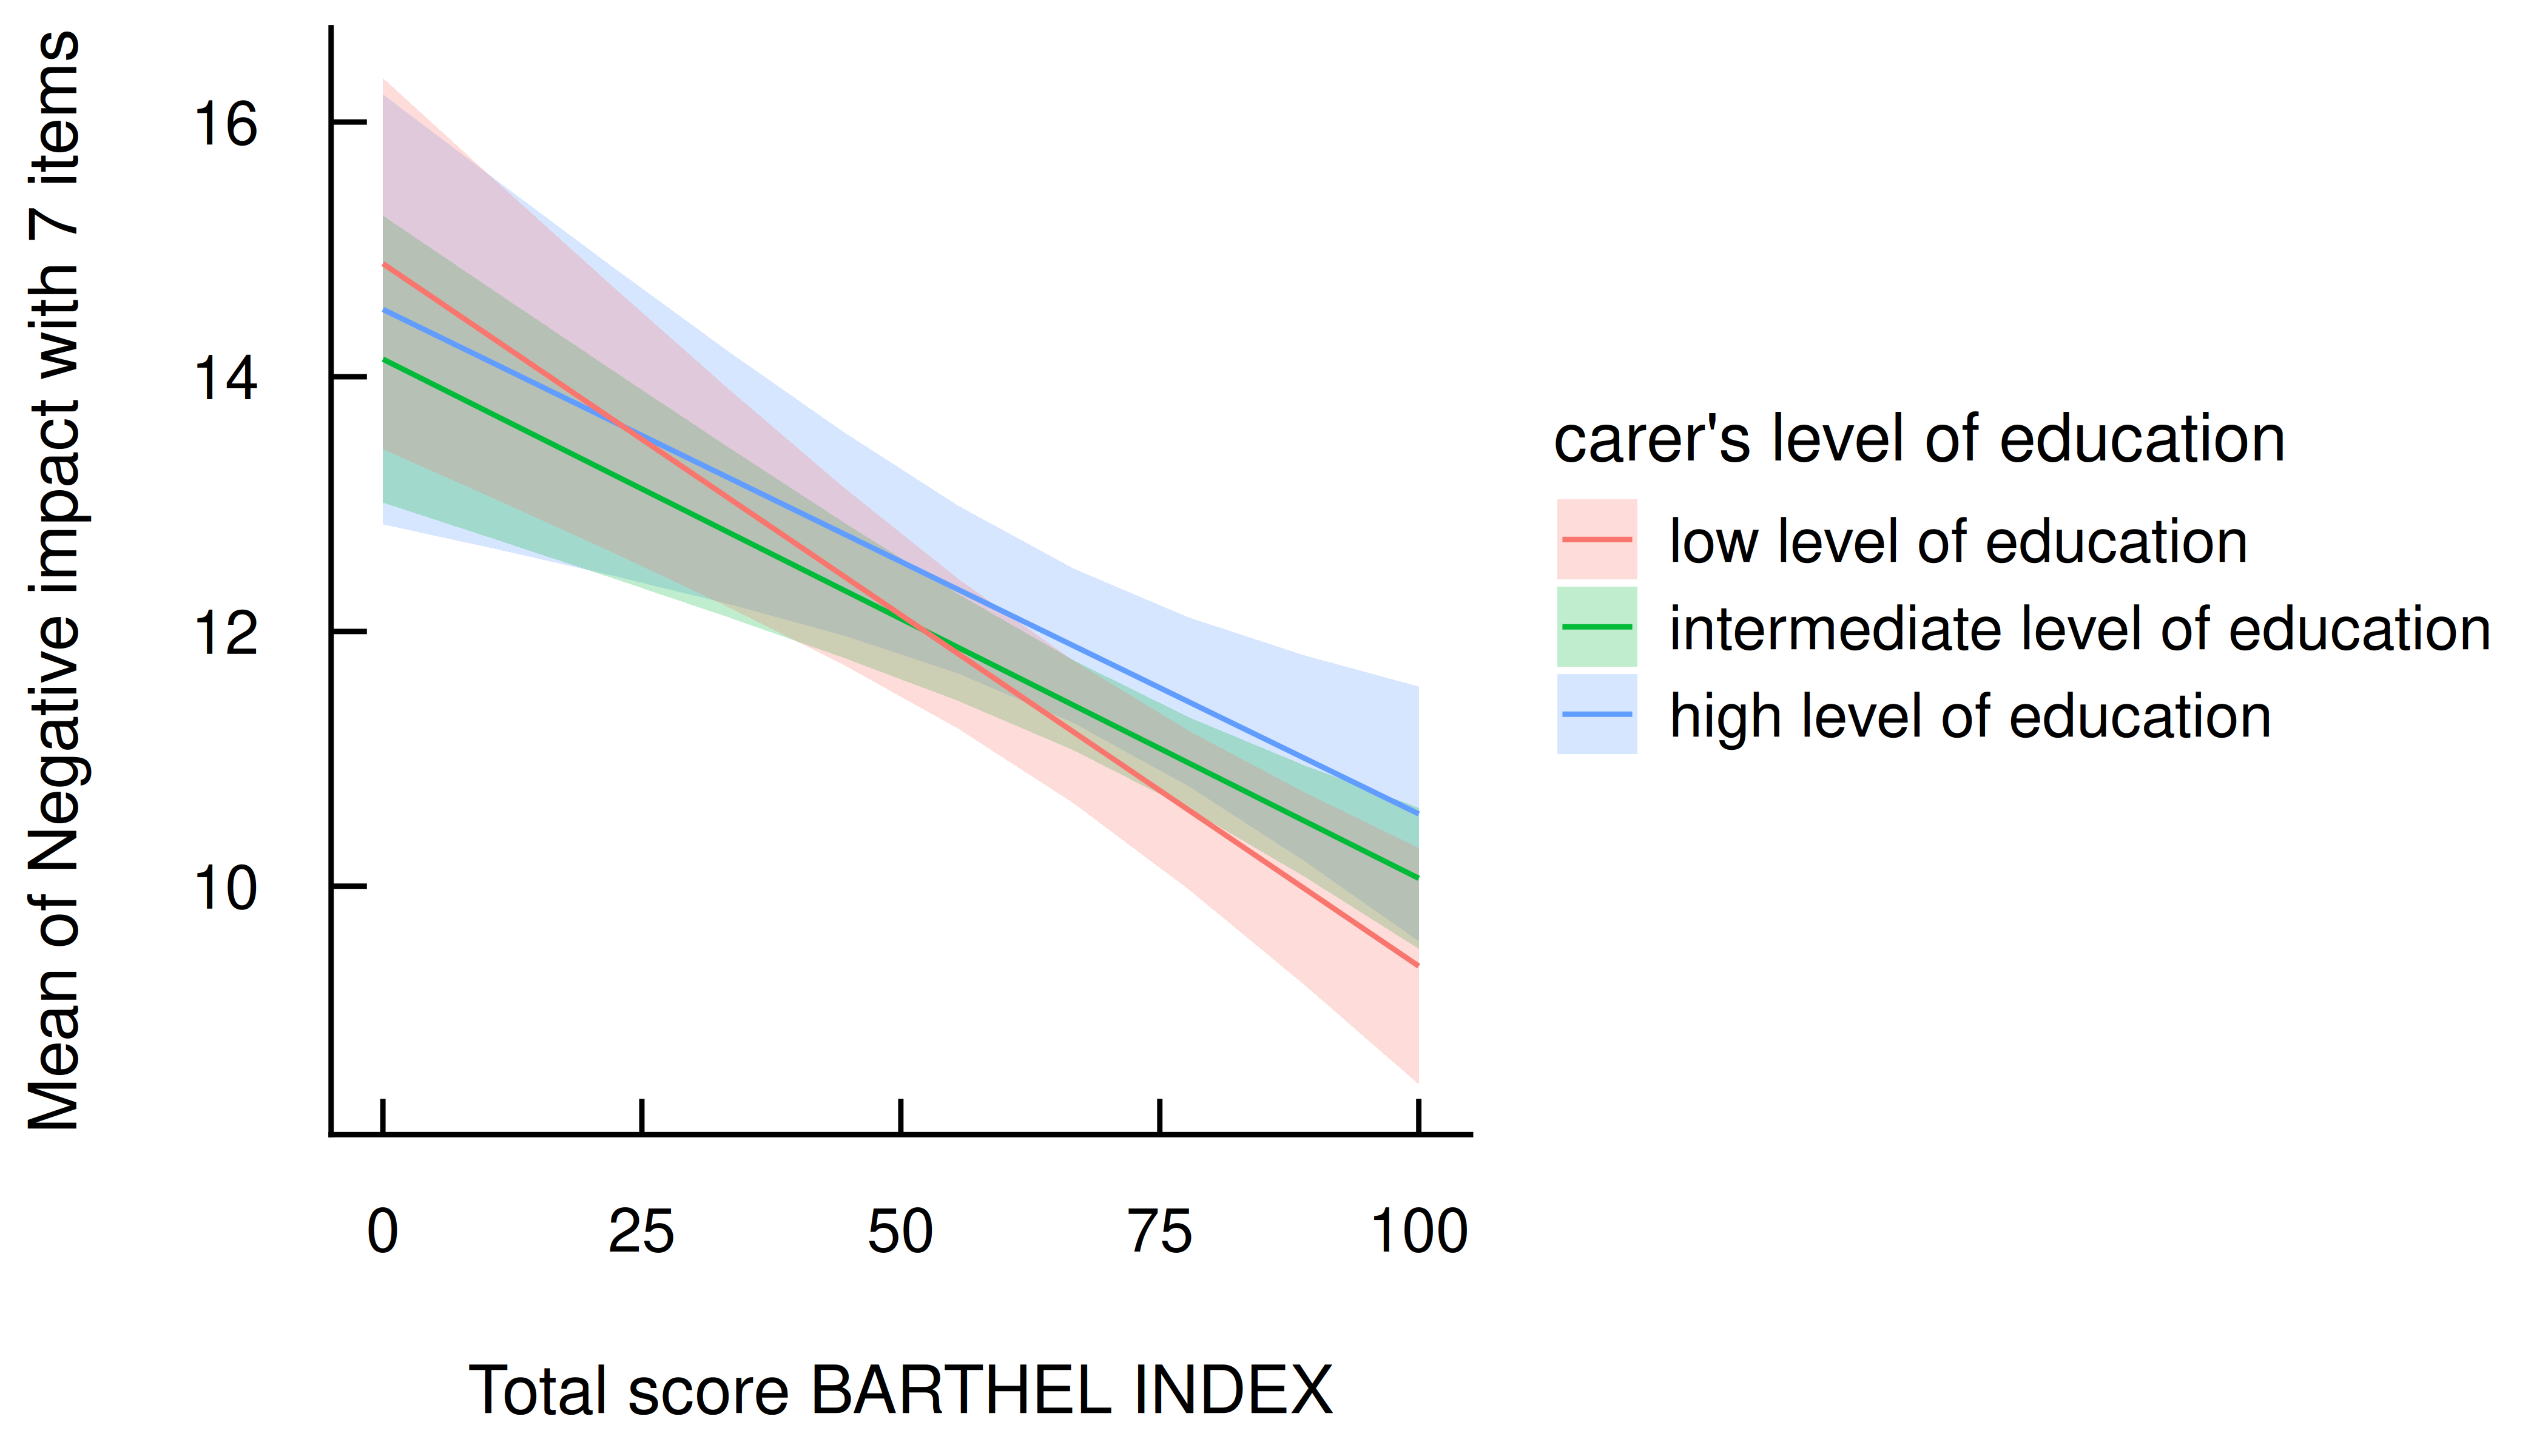 Mean of Negative impact with 7 items
16
14
12
10
0 25 50 75 100
Total score BARTHEL INDEX
carer's level of education
low level of education
intermediate level of education
high level of education